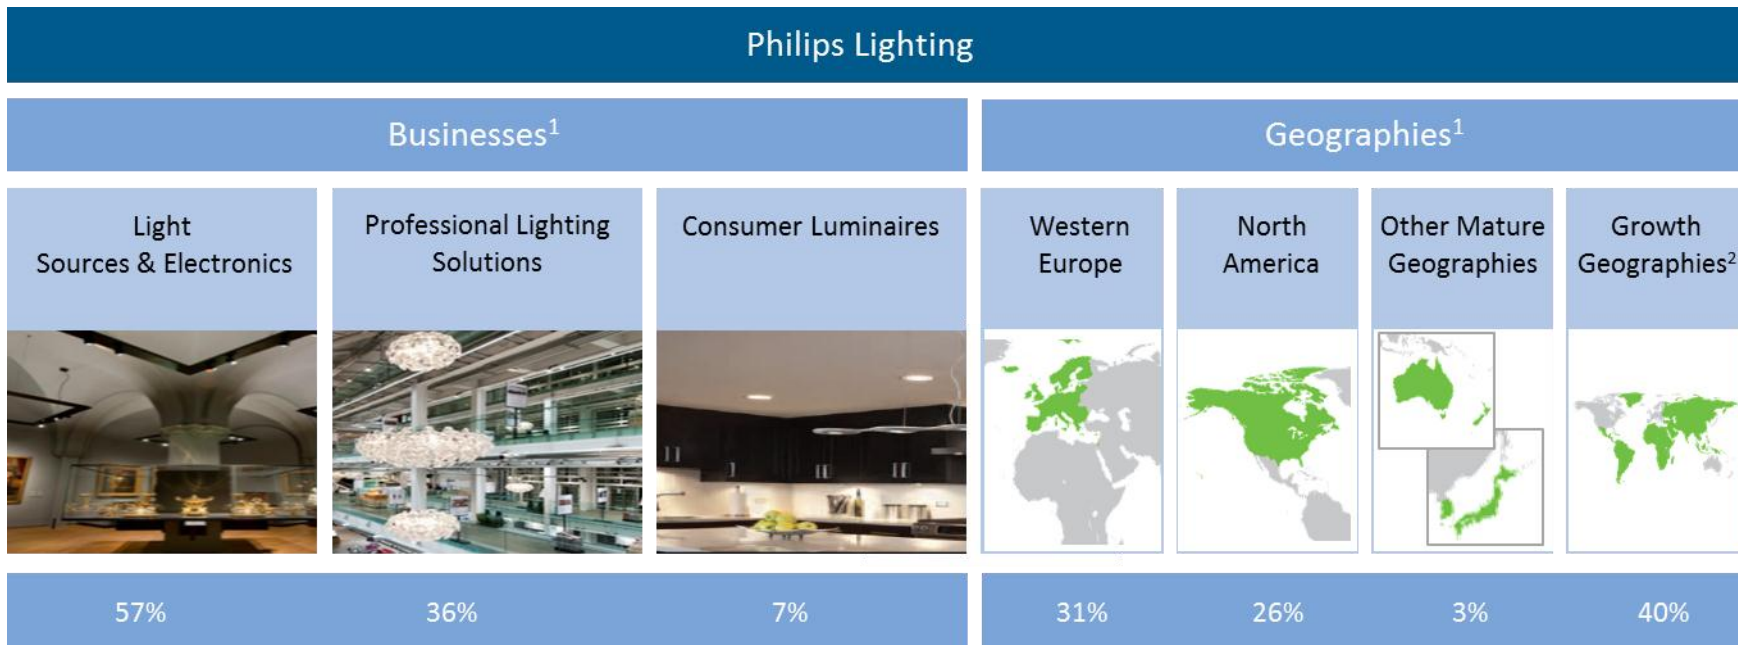 Philips Lighting
Businesses¹
Geographies¹
Light
Sources & Electronics
Professional Lighting
Solutions
Consumer Luminaires
Western
Europe
North
America
Other Mature
Geographies
Growth
Geographies²
57%
36%
7%
31%
26%
3%
40%